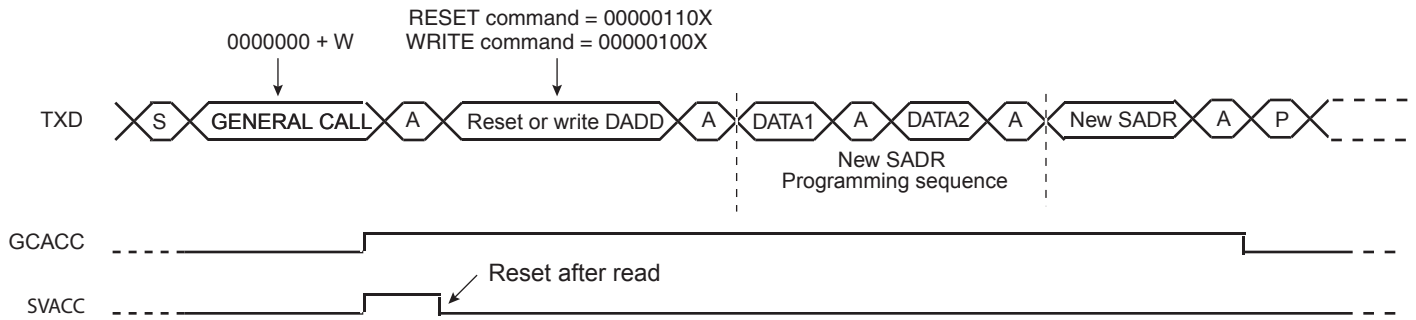 RESET command = 00000110X
0000000 + W
WRITE command = 00000100X
TXD
S
GENERAL CALL
A
Reset or write DADD
A
DATA1
A
DATA2
A
New SADR
A
P
New SADR
Programming sequence
GCACC
Reset after read
SVACC